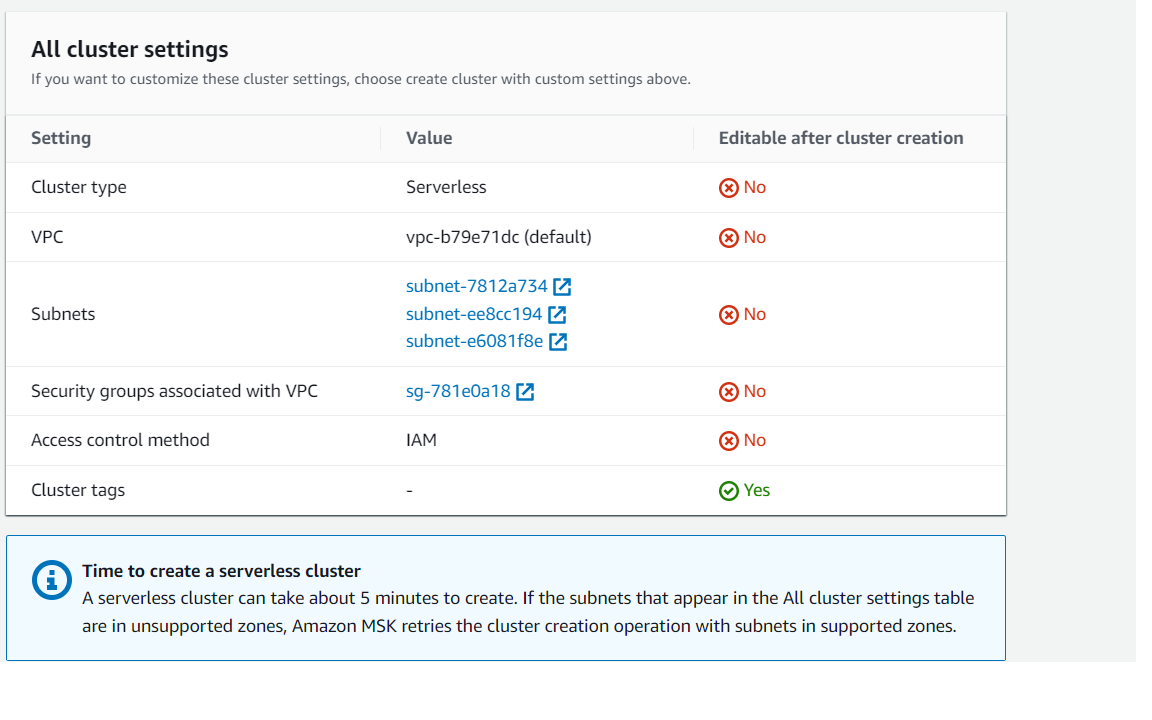 All cluster settings
If you want to customize these cluster settings, choose create cluster with custom settings above.
Setting Value Editable after cluster creation
Cluster type Serverless No
VPC vpc-b79e71dc (default) No
Subnets subnet-7812a734 subnet-ee8cc194 subnet-e6081f8e No
Security groups associated with VPC sg-781e0a18 No
Access control method IAM No
Cluster tags - Yes
Time to create a serverless cluster
A serverless cluster can take about 5 minutes to create. If the subnets that appear in the All cluster settings table
are in unsupported zones, Amazon MSK retries the cluster creation operation with subnets in supported zones.